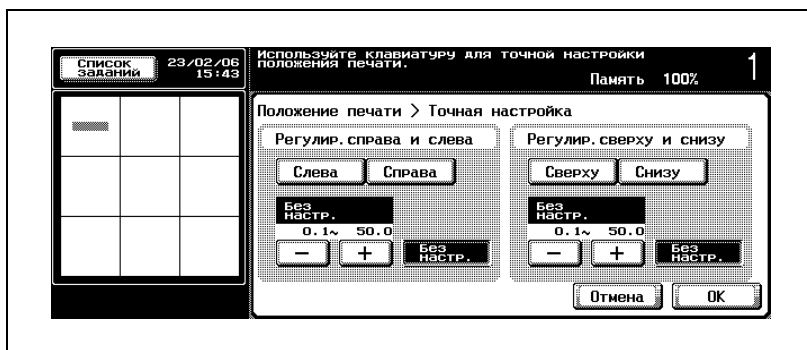 Список
заданий
23/02/06
15:43
Используйте клавиатуру для точной настройки
положения печати.
Память 100%
1
Положение печати > Точная настройка
Регулир.справа и слева
Слева Справа
Без
настр.
0.1~ 50.0
− +
Без
настр.
Регулир.сверху и снизу
Сверху Снизу
Без
настр.
0.1~ 50.0
− +
Без
настр.
Отмена OK